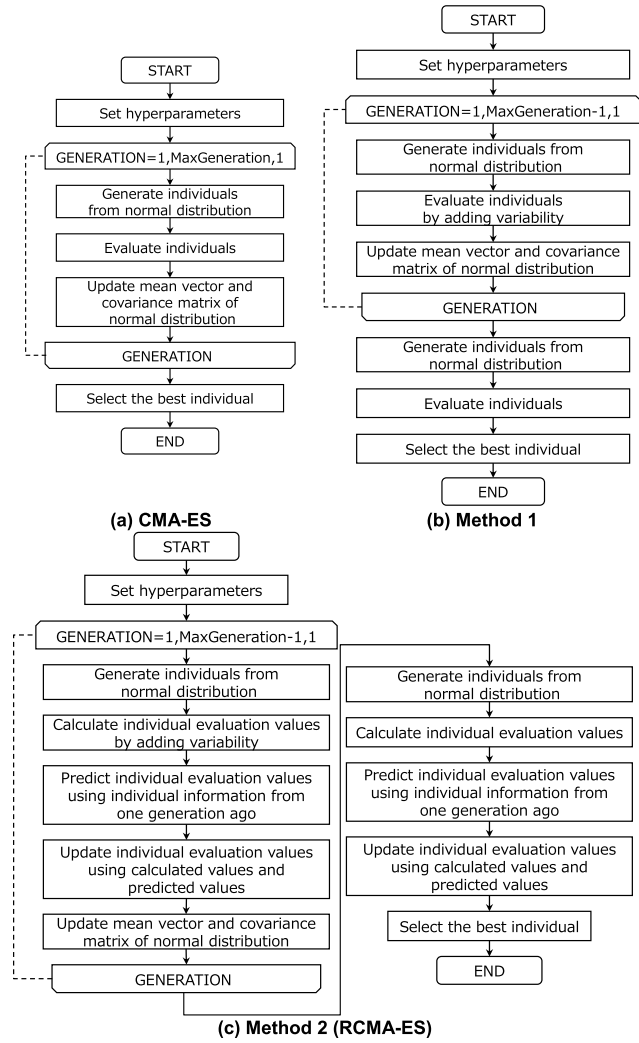 START
Set hyperparameters
GENERATION=1,MaxGeneration,1
Generate individuals
from normal distribution
Evaluate individuals
Update mean vector and
covariance matrix of
normal distribution
GENERATION
Select the best individual
END
(a) CMA-ES
START
Set hyperparameters
GENERATION=1,MaxGeneration-1,1
Generate individuals from
normal distribution
Evaluate individuals
by adding variability
Update mean vector and covariance
matrix of normal distribution
GENERATION
Generate individuals from
normal distribution
Evaluate individuals
Select the best individual
END
(b) Method 1
START
Set hyperparameters
GENERATION=1,MaxGeneration-1,1
Generate individuals from
normal distribution
Calculate individual evaluation values
by adding variability
Predict individual evaluation values
using individual information from
one generation ago
Update individual evaluation values
using calculated values and
predicted values
Update mean vector and covariance
matrix of normal distribution
GENERATION
Generate individuals from
normal distribution
Calculate individual evaluation values
Predict individual evaluation values
using individual information from
one generation ago
Update individual evaluation values
using calculated values and
predicted values
Select the best individual
END
(c) Method 2 (RCMA-ES)